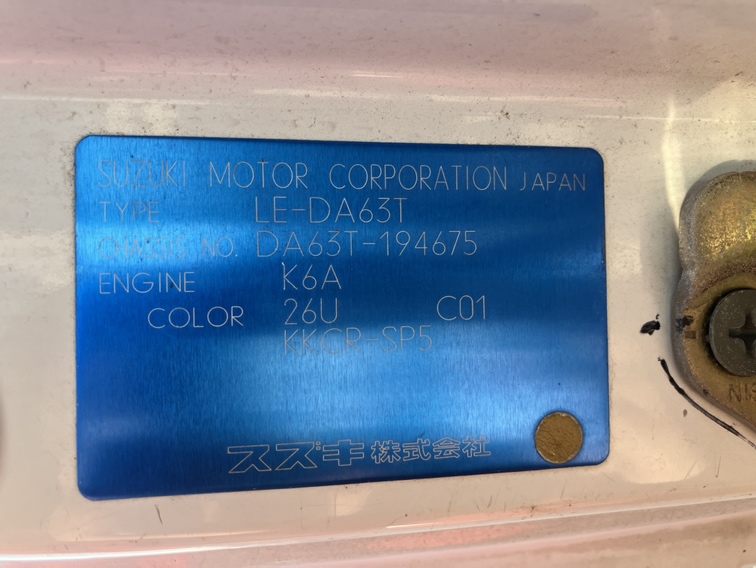 SUZUKI MOTOR CORPORATION JAPAN
TYPE LE-DA63T
CHASSIS NO. DA63T-194675
ENGINE K6A
COLOR 26U C01
KKCR-SP5
スズキ株式会社